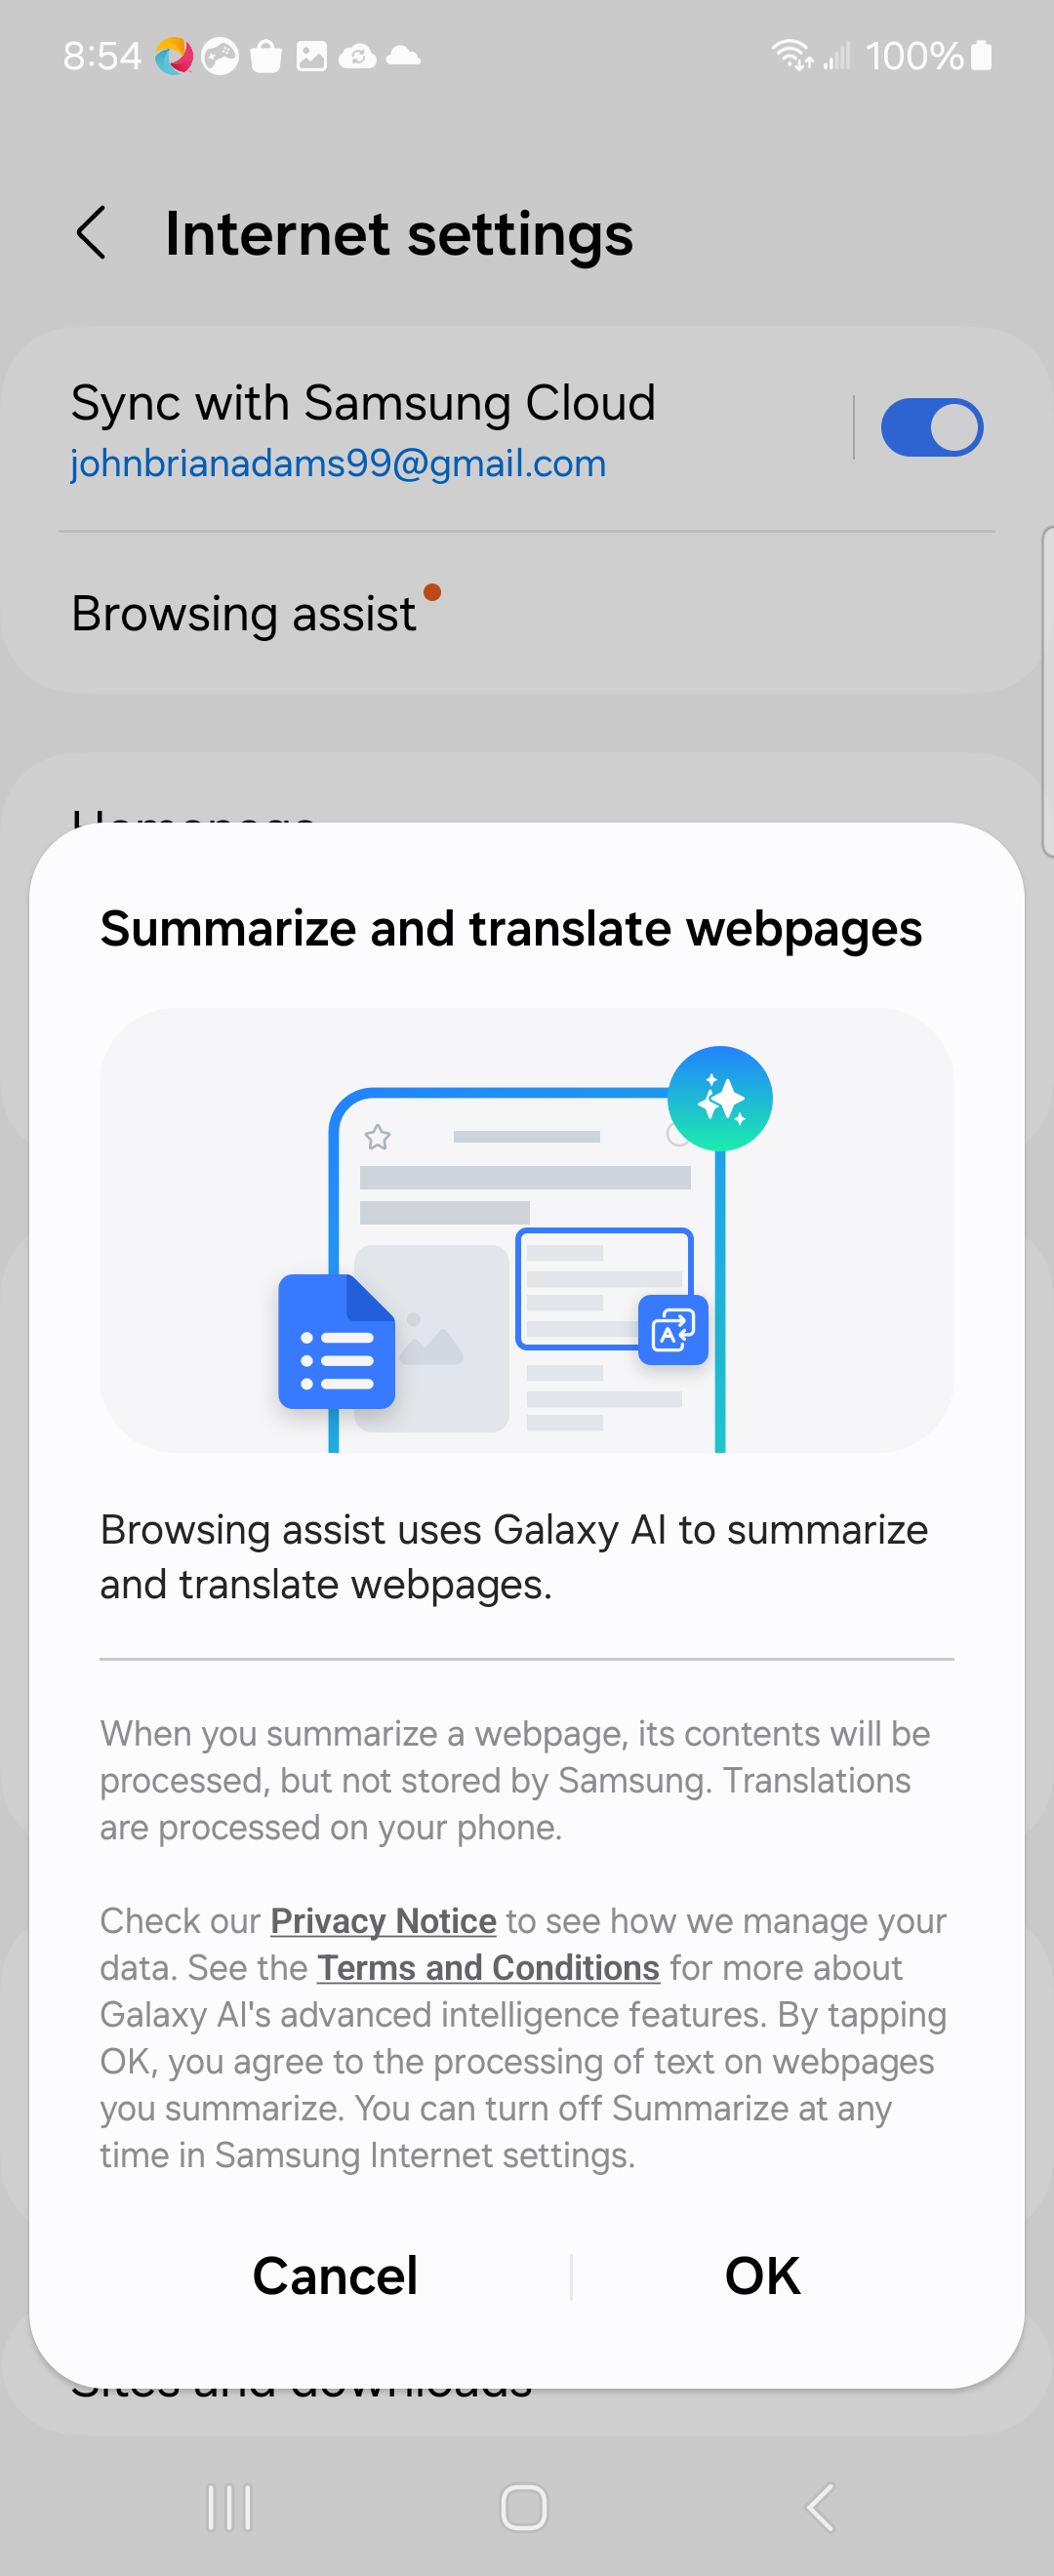 8:54
100%
Internet settings
Sync with Samsung Cloud
johnbrianadams99@gmail.com
Browsing assist
Homepage
Summarize and translate webpages
A
Browsing assist uses Galaxy AI to summarize
and translate webpages.
When you summarize a webpage, its contents will be
processed, but not stored by Samsung. Translations
are processed on your phone.
Check our Privacy Notice to see how we manage your
data. See the Terms and Conditions for more about
Galaxy AI's advanced intelligence features. By tapping
OK, you agree to the processing of text on webpages
you summarize. You can turn off Summarize at any
time in Samsung Internet settings.
Cancel
OK
Sites and downloads